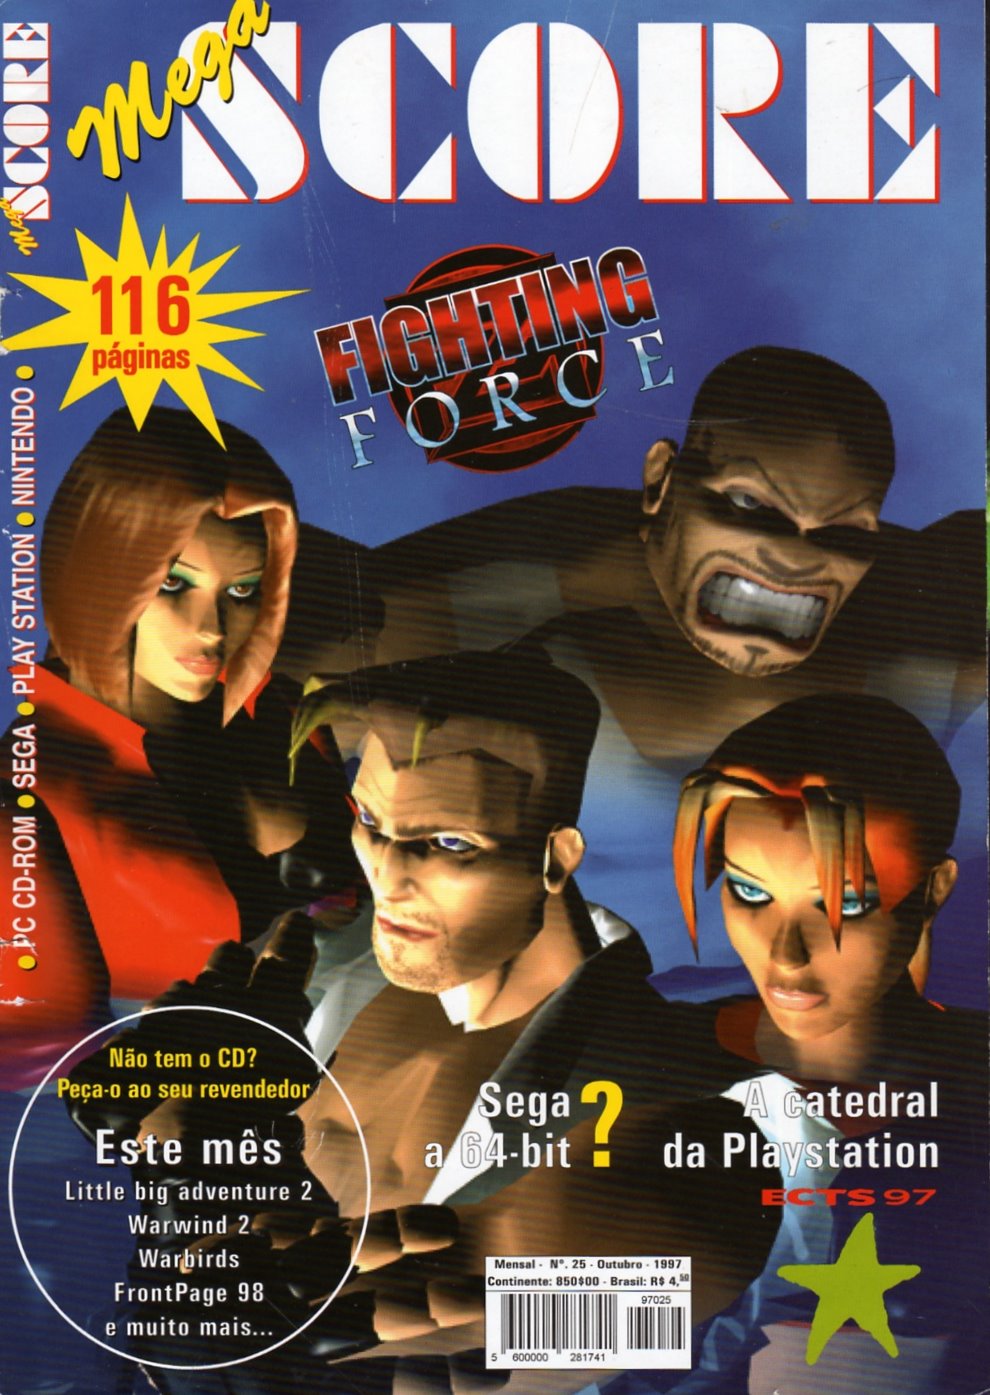 Mega SCORE
Mega SCORE
116
páginas
FIGHTING
FORCE
● PC CD-ROM ● SEGA ● PLAY STATION ● NINTENDO ●
Não tem o CD?
Peça-o ao seu revendedor
Este mês
Little big adventure 2
Warwind 2
Warbirds
FrontPage 98
e muito mais...
Sega
a 64-bit ?
A catedral
da Playstation
ECTS 97
Mensal - Nº. 25 - Outubro - 1997
Continente: 850$00 - Brasil: R$ 4,50
97025
5 600000 281741